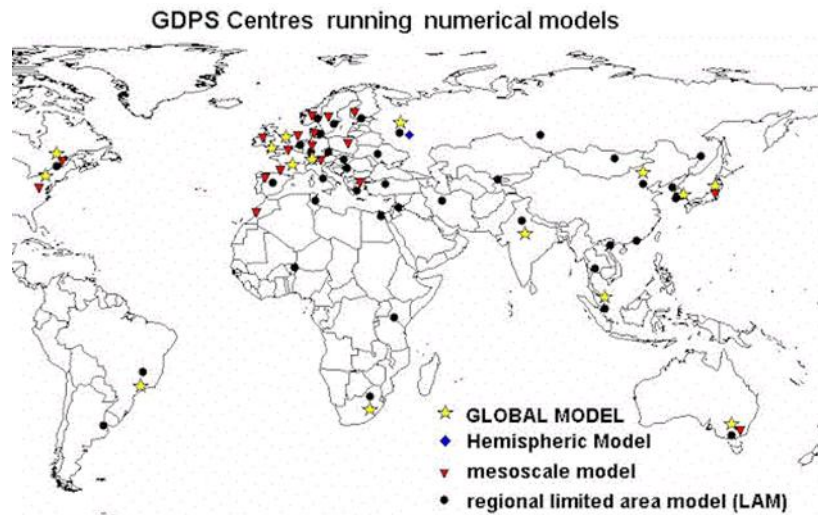 GDPS Centres running numerical models
GLOBAL MODEL
Hemispheric Model
mesoscale model
regional limited area model (LAM)